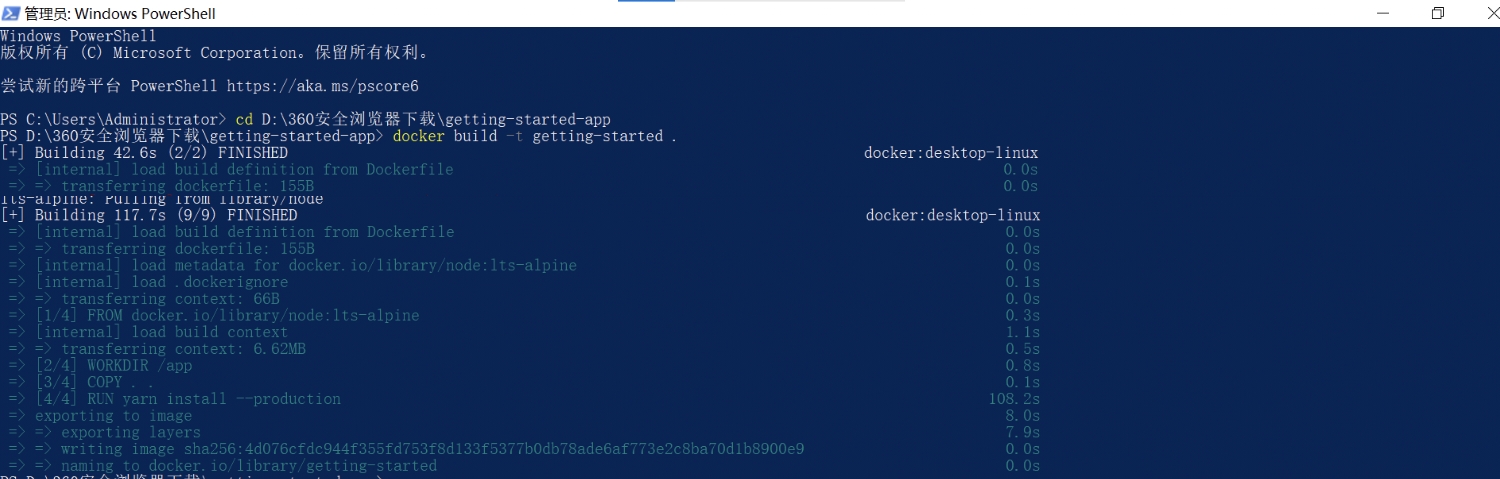 管理员: Windows PowerShell
Windows PowerShell
版权所有 (C) Microsoft Corporation。保留所有权利。
尝试新的跨平台 PowerShell https://aka.ms/pscore6
PS C:\Users\Administrator> cd D:\360安全浏览器下载\getting-started-app
PS D:\360安全浏览器下载\getting-started-app> docker build -t getting-started .
[+] Building 42.6s (2/2) FINISHED docker:desktop-linux
=> [internal] load build definition from Dockerfile 0.0s
=> => transferring dockerfile: 155B 0.0s
lts-alpine: Pulling from library/node
[+] Building 117.7s (9/9) FINISHED docker:desktop-linux
=> [internal] load build definition from Dockerfile 0.0s
=> => transferring dockerfile: 155B 0.0s
=> [internal] load metadata for docker.io/library/node:lts-alpine 0.0s
=> [internal] load .dockerignore 0.1s
=> => transferring context: 66B 0.0s
=> [1/4] FROM docker.io/library/node:lts-alpine 0.3s
=> [internal] load build context 1.1s
=> => transferring context: 6.62MB 0.5s
=> [2/4] WORKDIR /app 0.8s
=> [3/4] COPY . . 0.1s
=> [4/4] RUN yarn install --production 108.2s
=> exporting to image 8.0s
=> => exporting layers 7.9s
=> => writing image sha256:4d076cfdc944f355fd753f8d133f5377b0db78ade6af773e2c8ba70d1b8900e9 0.0s
=> => naming to docker.io/library/getting-started 0.0s